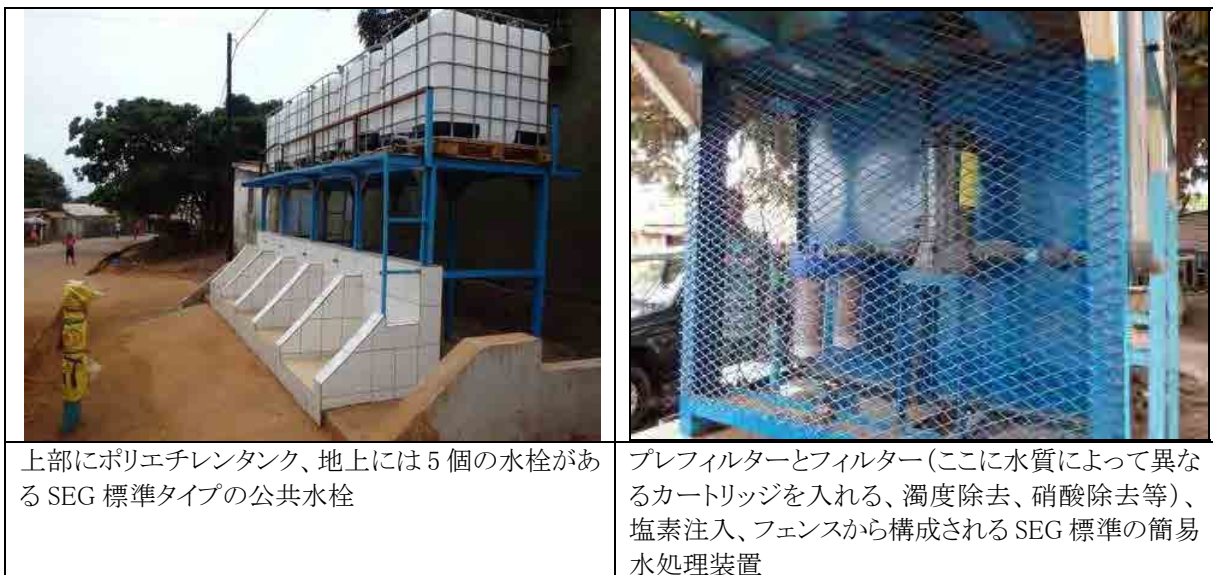 上部にポリエチレンタンク、地上には 5 個の水栓があ
る SEG 標準タイプの公共水栓
プレフィルターとフィルター（ここに水質によって異な
るカートリッジを入れる、濁度除去、硝酸除去等）、
塩素注入、フェンスから構成される SEG 標準の簡易
水処理装置